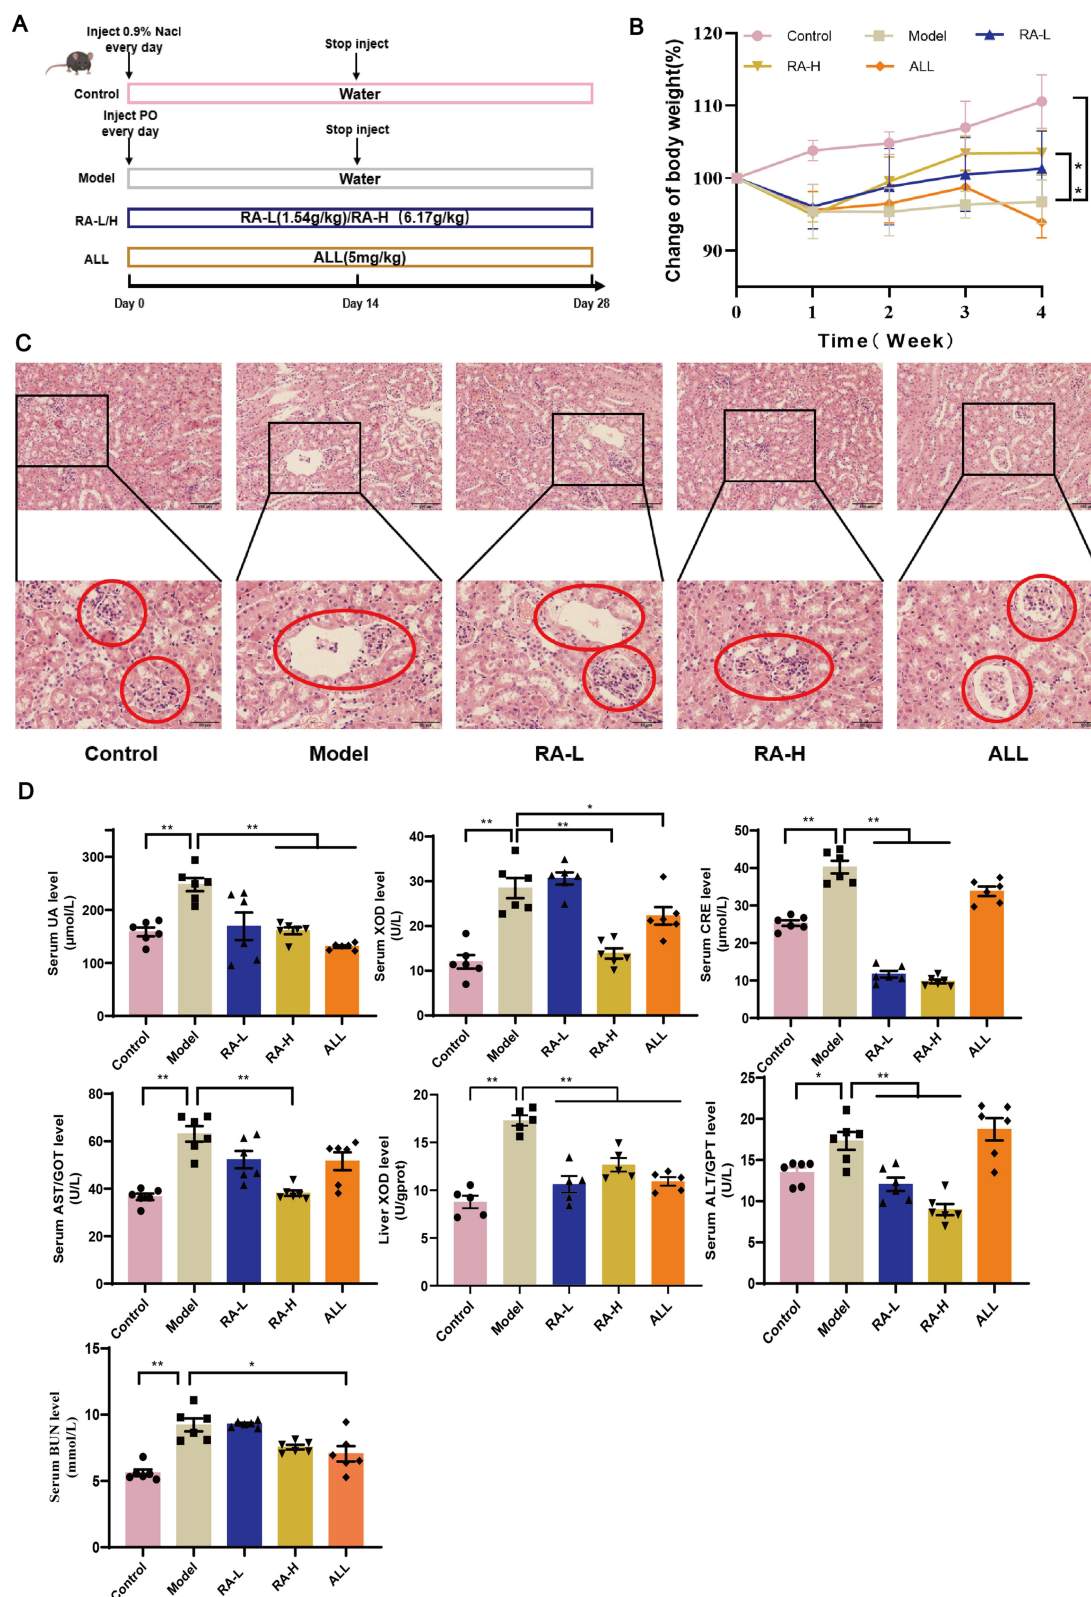 A
Inject 0.9% Nacl
every day
Stop inject
Control
Water
Inject PO
every day
Stop inject
Model
Water
RA-L/H
RA-L(1.54g/kg)/RA-H（6.17g/kg）
ALL
ALL(5mg/kg)
Day 0
Day 14
Day 28
B
Control
Model
RA-L
RA-H
ALL
Change of body weight(%)
120
110
100
90
0
1
2
3
4
Time( Week)
*
*
*
C
Control
Model
RA-L
RA-H
ALL
D
Serum UA level
(μmol/L)
300
200
100
0
**
**
Control
Model
RA-L
RA-H
ALL
Serum XOD level
(U/L)
40
30
20
10
0
**
**
*
Control
Model
RA-L
RA-H
ALL
Serum CRE level
(μmol/L)
50
40
30
20
10
0
**
**
Control
Model
RA-L
RA-H
ALL
Serum AST/GOT level
(U/L)
80
60
40
20
0
**
**
Control
Model
RA-L
RA-H
ALL
Liver XOD level
(U/gprot)
20
15
10
5
0
**
**
Control
Model
RA-L
RA-H
ALL
Serum ALT/GPT level
(U/L)
25
20
15
10
5
0
*
**
Control
Model
RA-L
RA-H
ALL
Serum BUN level
(mmol/L)
15
10
5
0
**
*
Control
Model
RA-L
RA-H
ALL